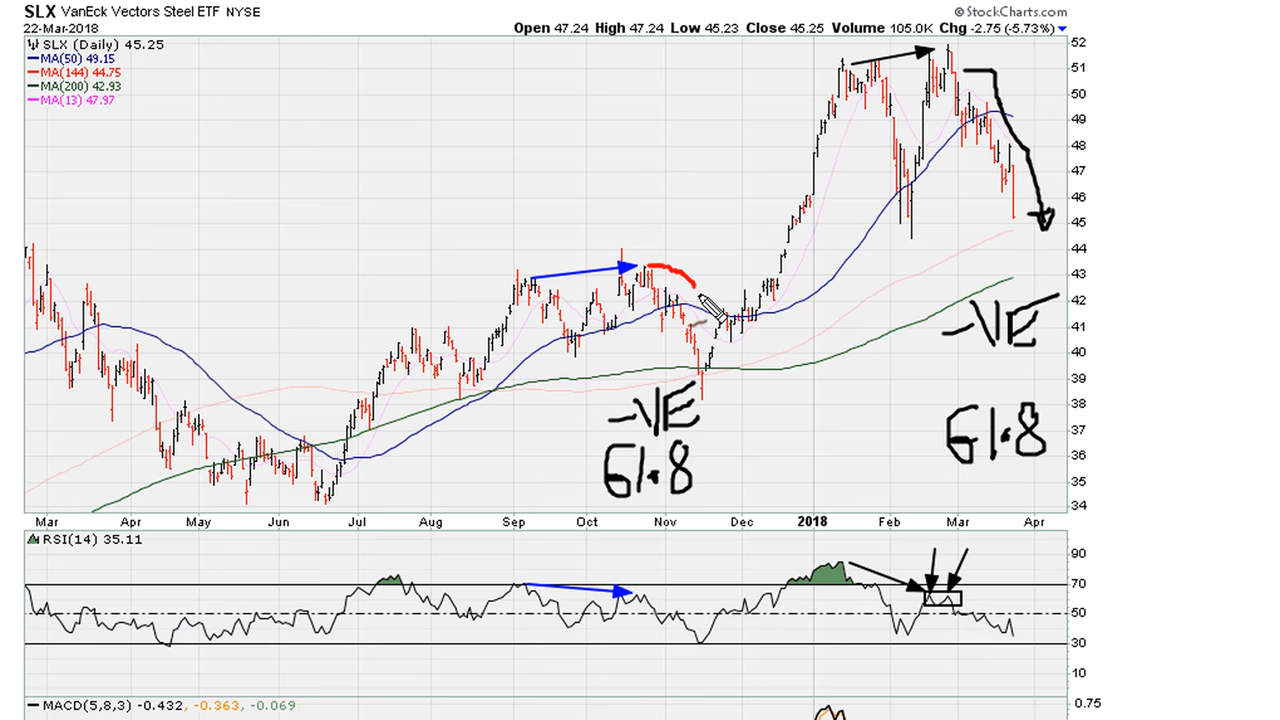 SLX VanEck Vectors Steel ETF NYSE
© StockCharts.com
22-Mar-2018
Open 47.24 High 47.24 Low 45.23 Close 45.25 Volume 105.0K Chg -2.75 (-5.73%)
SLX (Daily) 45.25
MA(50) 49.15
MA(144) 44.75
MA(200) 42.93
MA(13) 47.97
52
51
50
49
48
47
46
45
44
43
42
41
40
39
38
37
36
35
34
-VE
61.8
-VE
61.8
Mar Apr May Jun Jul Aug Sep Oct Nov Dec 2018 Feb Mar Apr
RSI(14) 35.11
90
70
50
30
10
MACD(5,8,3) -0.432, -0.363, -0.069
0.75